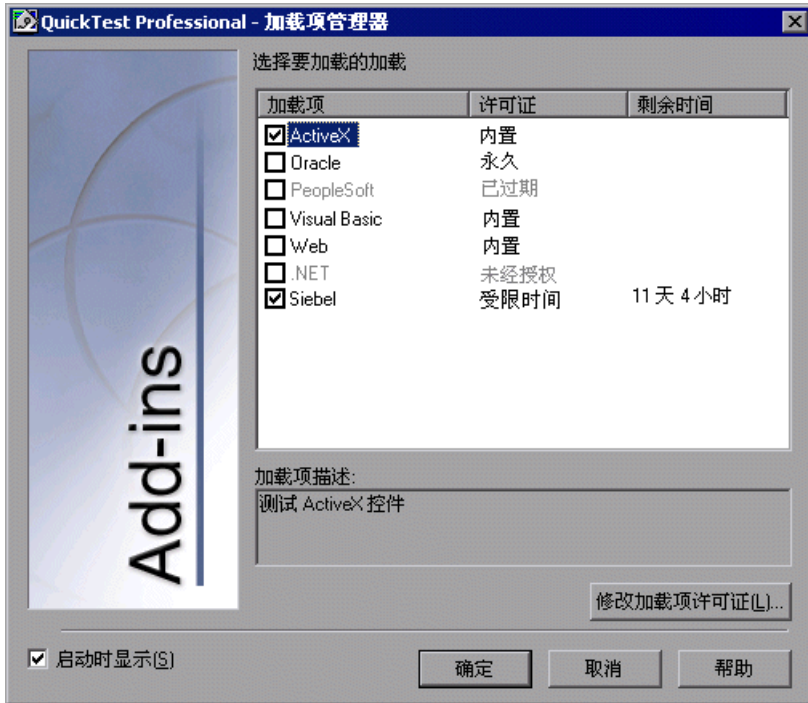 QuickTest Professional - 加载项管理器
选择要加载的加载
加载项 许可证 剩余时间
ActiveX 内置
Oracle 永久
PeopleSoft 已过期
Visual Basic 内置
Web 内置
.NET 未经授权
Siebel 受限时间 11 天 4 小时
Add-ins
加载项描述:
测试 ActiveX 控件
修改加载项许可证(L)...
启动时显示(S)
确定 取消 帮助